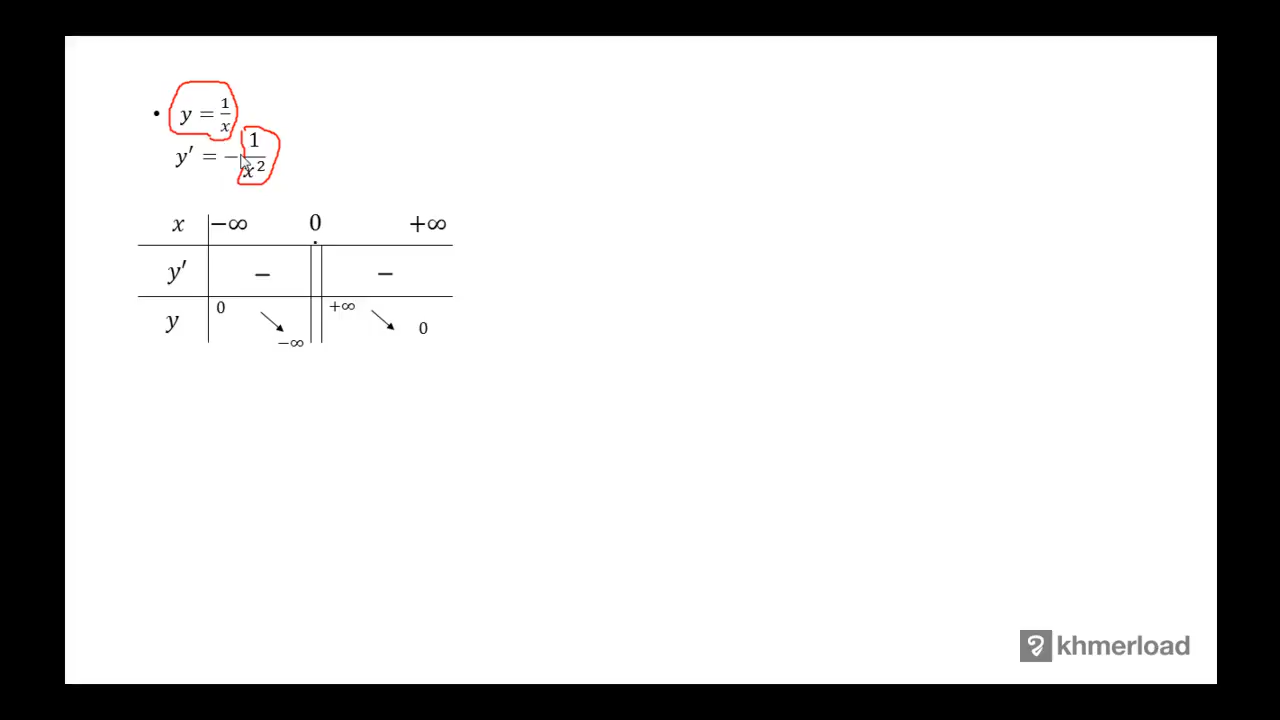 • y = 1/x
y′ = −1/x²
x −∞ 0 +∞
y′ − −
0 +∞
y 0
−∞
khmerload